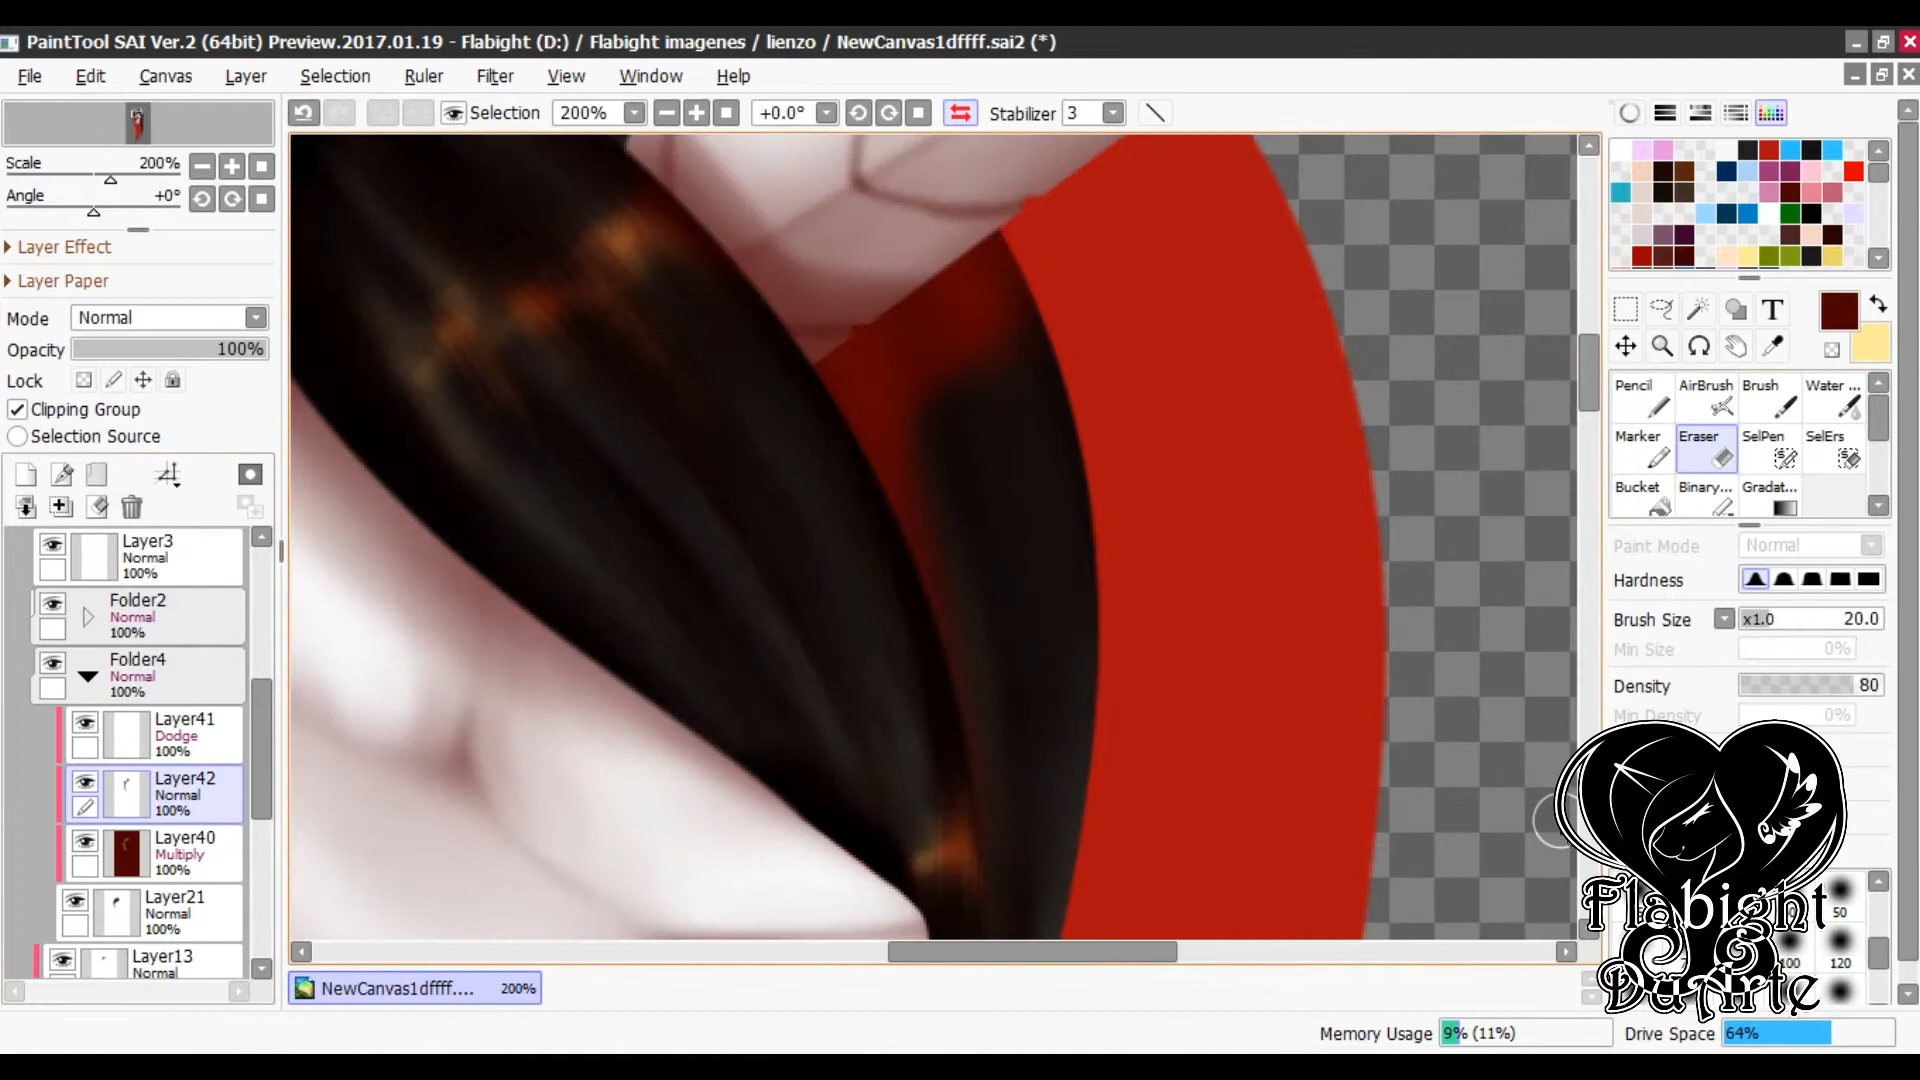 PaintTool SAI Ver.2 (64bit) Preview.2017.01.19 - Flabight (D:) / Flabight imagenes / lienzo / NewCanvas1dffff.sai2 (*)
File Edit Canvas Layer Selection Ruler Filter View Window Help
Selection 200% +0.0° Stabilizer 3
Scale 200%
Angle +0°
Layer Effect
Layer Paper
Mode Normal
Opacity 100%
Lock
Clipping Group
Selection Source
Layer3
Normal
100%
Folder2
Normal
100%
Folder4
Normal
100%
Layer41
Dodge
100%
Layer42
Normal
100%
Layer40
Multiply
100%
Layer21
Normal
100%
Layer13
Normal
T
Pencil AirBrush Brush Water ...
Marker Eraser SelPen SelErs
Bucket Binary... Gradat...
Paint Mode Normal
Hardness
Brush Size x1.0 20.0
Min Size 0%
Density 80
Min Density 0%
50
100 120
Flabight
&
DuArte
NewCanvas1dffff.... 200%
Memory Usage 9% (11%) Drive Space 64%